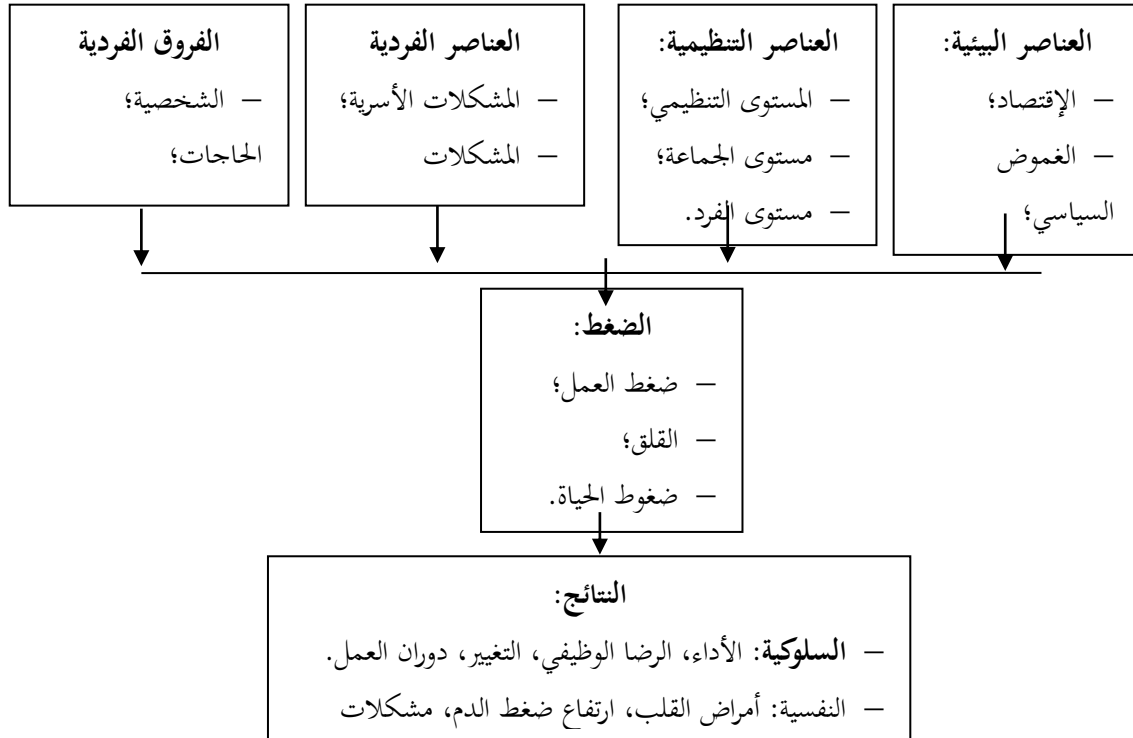 العناصر البيئية:
– الإقتصاد؛
– الغموض
السياسي؛
العناصر التنظيمية:
– المستوى التنظيمي؛
– مستوى الجماعة؛
– مستوى الفرد.
العناصر الفردية
– المشكلات الأسرية؛
– المشكلات
الفروق الفردية
– الشخصية؛
الحاجات؛
الضغط:
– ضغط العمل؛
– القلق؛
– ضغوط الحياة.
النتائج:
– السلوكية: الأداء، الرضا الوظيفي، التغيير، دوران العمل.
– النفسية: أمراض القلب، ارتفاع ضغط الدم، مشكلات